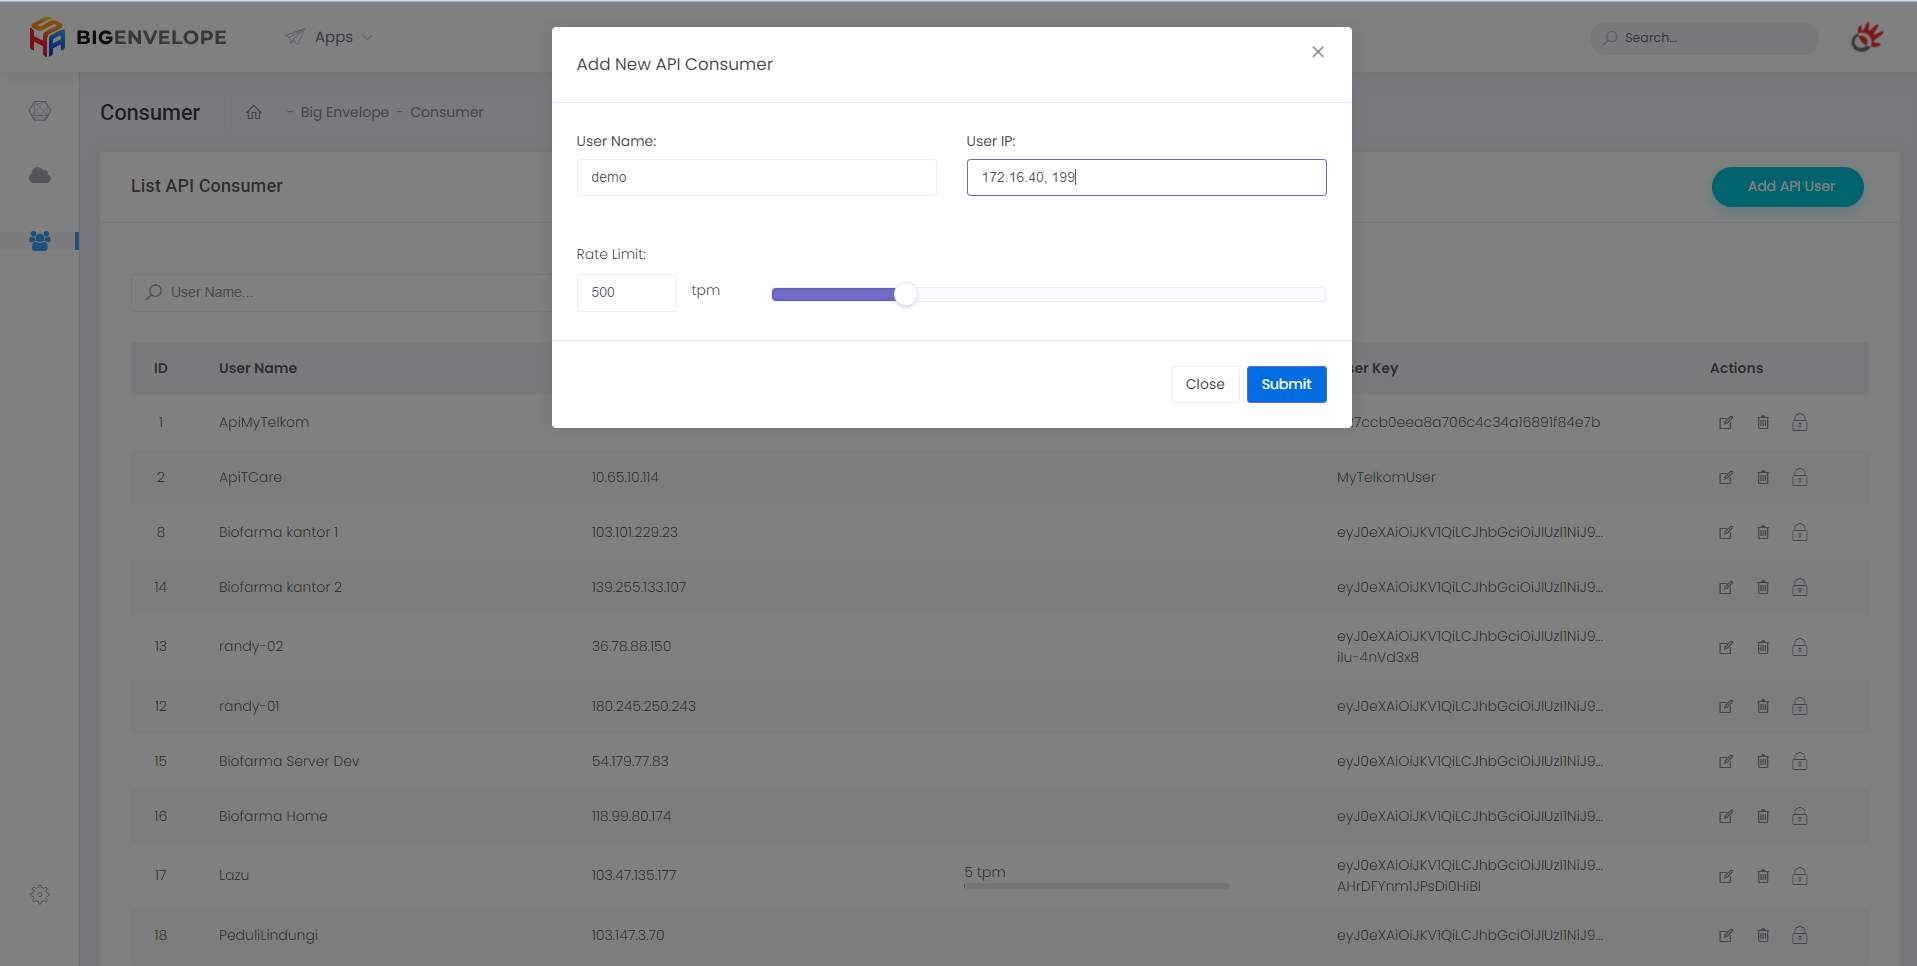 BIGENVELOPE
Apps
Search...
Add New API Consumer
Consumer
- Big Envelope - Consumer
User Name:
User IP:
demo
172.16.40, 199
List API Consumer
Add API User
Rate Limit:
500
tpm
User Name...
Close
Submit
ID
User Name
ser Key
Actions
1
ApiMyTelkom
7ccb0eea8a706c4c34a16891f84e7b
2
ApiTCare
10.65.10.114
MyTelkomUser
8
Biofarma kantor 1
103.101.229.23
eyJ0eXAiOiJKV1QiLCJhbGciOiJIUzI1NiJ9...
14
Biofarma kantor 2
139.255.133.107
eyJ0eXAiOiJKV1QiLCJhbGciOiJIUzI1NiJ9...
13
randy-02
36.78.88.150
eyJ0eXAiOiJKV1QiLCJhbGciOiJIUzI1NiJ9...
iIu-4nVd3x8
12
randy-01
180.245.250.243
eyJ0eXAiOiJKV1QiLCJhbGciOiJIUzI1NiJ9...
15
Biofarma Server Dev
54.179.77.83
eyJ0eXAiOiJKV1QiLCJhbGciOiJIUzI1NiJ9...
16
Biofarma Home
118.99.80.174
eyJ0eXAiOiJKV1QiLCJhbGciOiJIUzI1NiJ9...
17
Lazu
103.47.135.177
5 tpm
eyJ0eXAiOiJKV1QiLCJhbGciOiJIUzI1NiJ9...
AHrDFYnm1JPsDi0HiBI
18
PeduliLindungi
103.147.3.70
eyJ0eXAiOiJKV1QiLCJhbGciOiJIUzI1NiJ9...